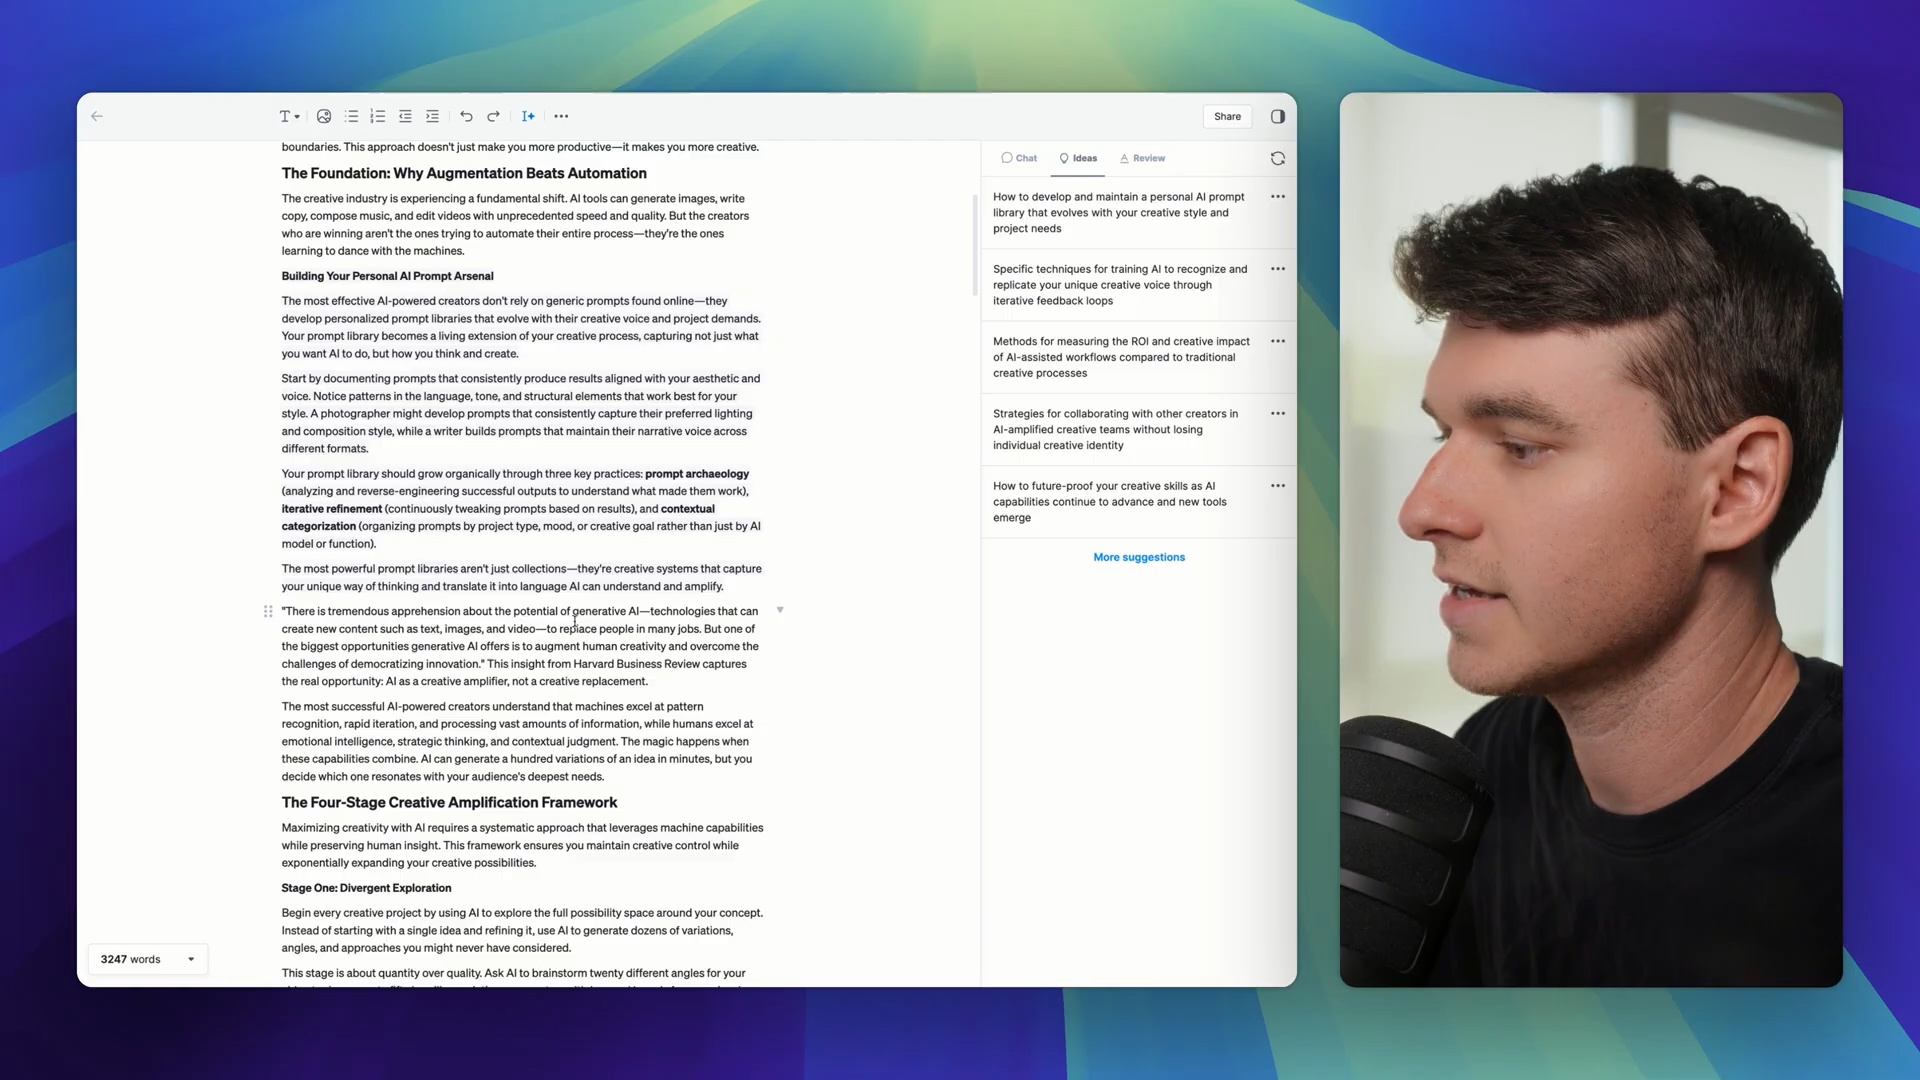 Share
boundaries. This approach doesn't just make you more productive—it makes you more creative.
The Foundation: Why Augmentation Beats Automation
The creative industry is experiencing a fundamental shift. AI tools can generate images, write
copy, compose music, and edit videos with unprecedented speed and quality. But the creators
who are winning aren't the ones trying to automate their entire process—they're the ones
learning to dance with the machines.
Building Your Personal AI Prompt Arsenal
The most effective AI-powered creators don't rely on generic prompts found online—they
develop personalized prompt libraries that evolve with their creative voice and project demands.
Your prompt library becomes a living extension of your creative process, capturing not just what
you want AI to do, but how you think and create.
Start by documenting prompts that consistently produce results aligned with your aesthetic and
voice. Notice patterns in the language, tone, and structural elements that work best for your
style. A photographer might develop prompts that consistently capture their preferred lighting
and composition style, while a writer builds prompts that maintain their narrative voice across
different formats.
Your prompt library should grow organically through three key practices: prompt archaeology
(analyzing and reverse-engineering successful outputs to understand what made them work),
iterative refinement (continuously tweaking prompts based on results), and contextual
categorization (organizing prompts by project type, mood, or creative goal rather than just by AI
model or function).
The most powerful prompt libraries aren't just collections—they're creative systems that capture
your unique way of thinking and translate it into language AI can understand and amplify.
"There is tremendous apprehension about the potential of generative AI—technologies that can
create new content such as text, images, and video—to replace people in many jobs. But one of
the biggest opportunities generative AI offers is to augment human creativity and overcome the
challenges of democratizing innovation." This insight from Harvard Business Review captures
the real opportunity: AI as a creative amplifier, not a creative replacement.
The most successful AI-powered creators understand that machines excel at pattern
recognition, rapid iteration, and processing vast amounts of information, while humans excel at
emotional intelligence, strategic thinking, and contextual judgment. The magic happens when
these capabilities combine. AI can generate a hundred variations of an idea in minutes, but you
decide which one resonates with your audience's deepest needs.
The Four-Stage Creative Amplification Framework
Maximizing creativity with AI requires a systematic approach that leverages machine capabilities
while preserving human insight. This framework ensures you maintain creative control while
exponentially expanding your creative possibilities.
Stage One: Divergent Exploration
Begin every creative project by using AI to explore the full possibility space around your concept.
Instead of starting with a single idea and refining it, use AI to generate dozens of variations,
angles, and approaches you might never have considered.
This stage is about quantity over quality. Ask AI to brainstorm twenty different angles for your
3247 words
Chat
Ideas
Review
How to develop and maintain a personal AI prompt
library that evolves with your creative style and
project needs
Specific techniques for training AI to recognize and
replicate your unique creative voice through
iterative feedback loops
Methods for measuring the ROI and creative impact
of AI-assisted workflows compared to traditional
creative processes
Strategies for collaborating with other creators in
AI-amplified creative teams without losing
individual creative identity
How to future-proof your creative skills as AI
capabilities continue to advance and new tools
emerge
More suggestions